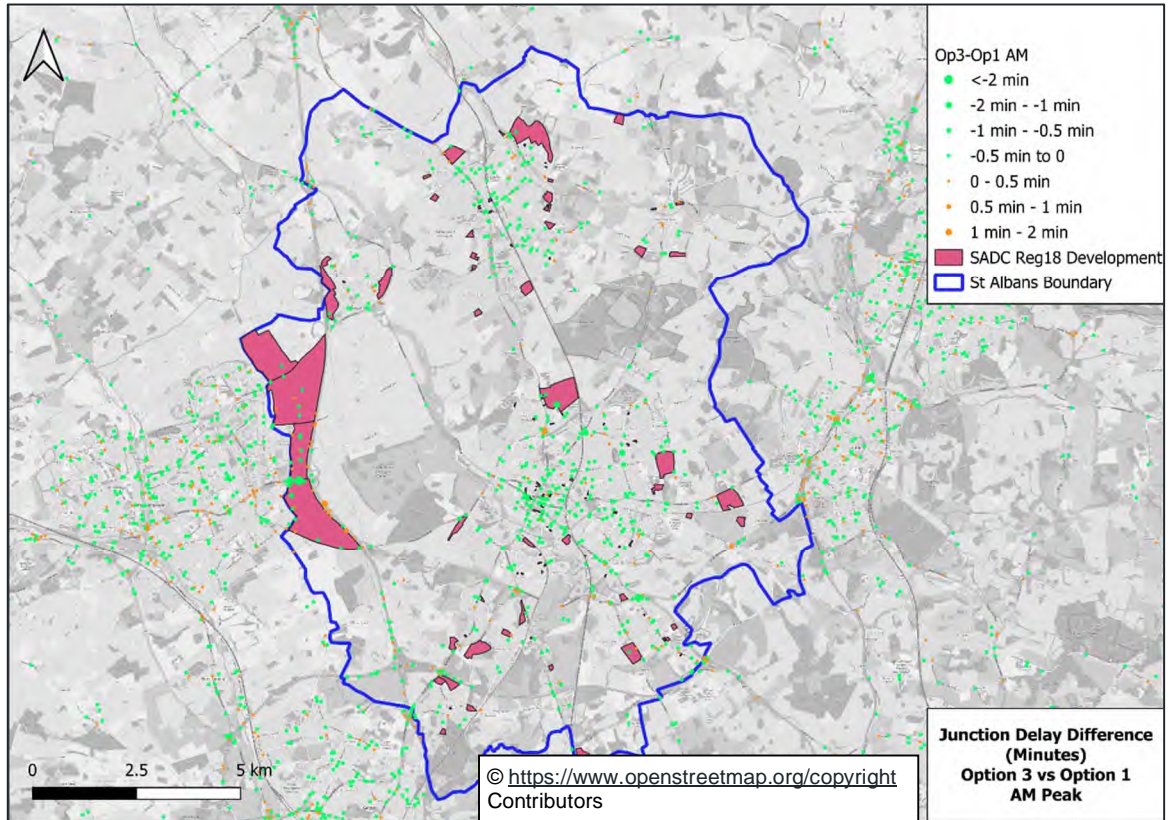 Op3-Op1 AM
<-2 min
-2 min - -1 min
-1 min - -0.5 min
-0.5 min to 0
0 - 0.5 min
0.5 min - 1 min
1 min - 2 min
SADC Reg18 Development
St Albans Boundary
0 2.5 5 km
© https://www.openstreetmap.org/copyright
Contributors
Junction Delay Difference
(Minutes)
Option 3 vs Option 1
AM Peak